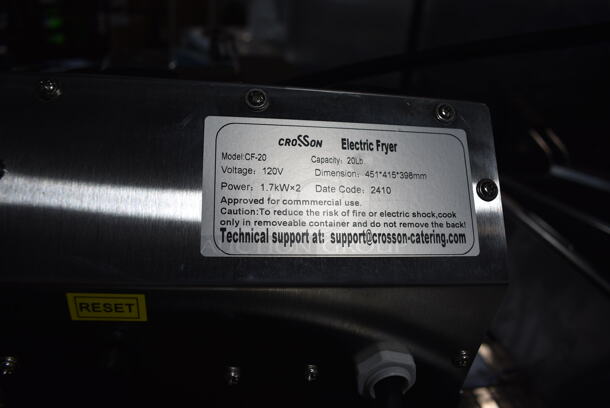 CROSSON Electric Fryer
Model:CF-20 Capacity: 20Lb
Voltage: 120V Dimension: 451*415*398mm
Power: 1.7kW×2 Date Code: 2410
Approved for commmercial use.
Caution:To reduce the risk of fire or electric shock,cook
only in removeable container and do not remove the back!
Technical support at: support@crosson-catering.com
RESET